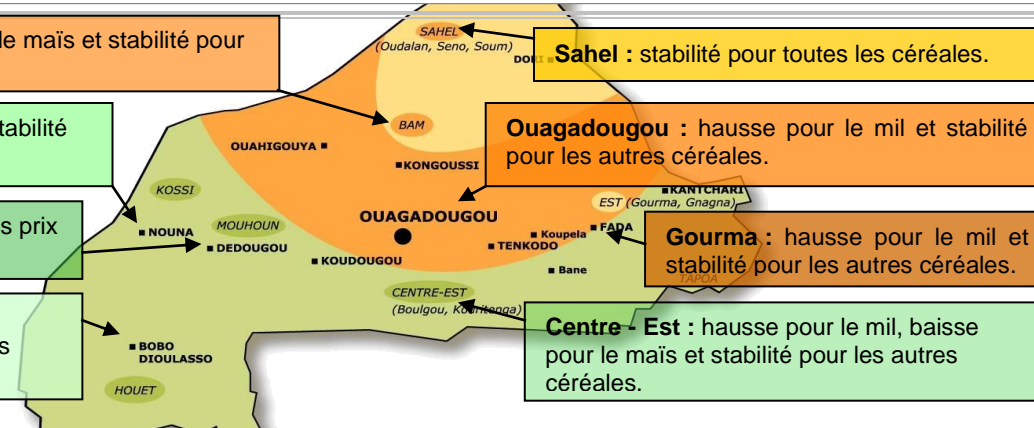 le maïs et stabilité pour
tabilité
s prix
s
SAHEL
(Oudalan, Seno, Soum)
DORI
Sahel : stabilité pour toutes les céréales.
BAM
Ouagadougou : hausse pour le mil et stabilité
pour les autres céréales.
OUAHIGOUYA
KONGOUSSI
KOSSI
KANTCHARI
EST (Gourma, Gnagna)
OUAGADOUGOU
NOUNA
MOUHOUN
DEDOUGOU
Koupela
FADA
TENKODO
KOUDOUGOU
Bane
Gourma : hausse pour le mil et
stabilité pour les autres céréales.
TAPOA
CENTRE-EST
(Boulgou, Kouritenga)
Centre - Est : hausse pour le mil, baisse
pour le maïs et stabilité pour les autres
céréales.
BOBO
DIOULASSO
HOUET